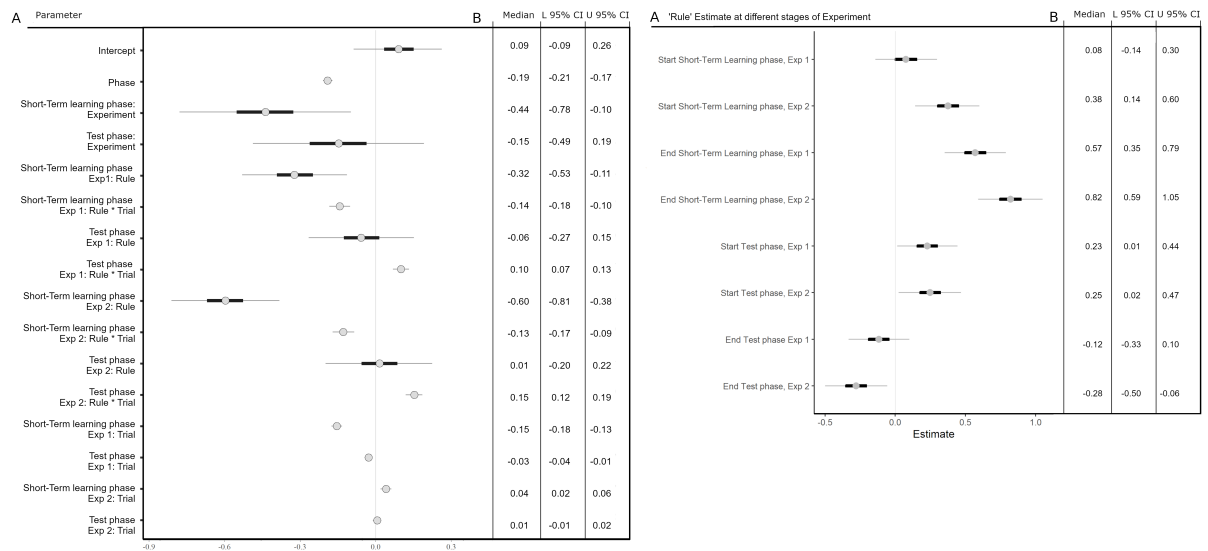 A Parameter B Median L 95% CI U 95% CI
Intercept 0.09 -0.09 0.26
Phase -0.19 -0.21 -0.17
Short-Term learning phase:
Experiment -0.44 -0.78 -0.10
Test phase:
Experiment -0.15 -0.49 0.19
Short-Term learning phase
Exp1: Rule -0.32 -0.53 -0.11
Short-Term learning phase
Exp 1: Rule * Trial -0.14 -0.18 -0.10
Test phase
Exp 1: Rule -0.06 -0.27 0.15
Test phase
Exp 1: Rule * Trial 0.10 0.07 0.13
Short-Term learning phase
Exp 2: Rule -0.60 -0.81 -0.38
Short-Term learning phase
Exp 2: Rule * Trial -0.13 -0.17 -0.09
Test phase
Exp 2: Rule 0.01 -0.20 0.22
Test phase
Exp 2: Rule * Trial 0.15 0.12 0.19
Short-Term learning phase
Exp 1: Trial -0.15 -0.18 -0.13
Test phase
Exp 1: Trial -0.03 -0.04 -0.01
Short-Term learning phase
Exp 2: Trial 0.04 0.02 0.06
Test phase
Exp 2: Trial 0.01 -0.01 0.02
-0.9 -0.6 -0.3 0.0 0.3
A 'Rule' Estimate at different stages of Experiment B Median L 95% CI U 95% CI
Start Short-Term Learning phase, Exp 1 0.08 -0.14 0.30
Start Short-Term Learning phase, Exp 2 0.38 0.14 0.60
End Short-Term Learning phase, Exp 1 0.57 0.35 0.79
End Short-Term Learning phase, Exp 2 0.82 0.59 1.05
Start Test phase, Exp 1 0.23 0.01 0.44
Start Test phase, Exp 2 0.25 0.02 0.47
End Test phase Exp 1 -0.12 -0.33 0.10
End Test phase, Exp 2 -0.28 -0.50 -0.06
-0.5 0.0 0.5 1.0
Estimate